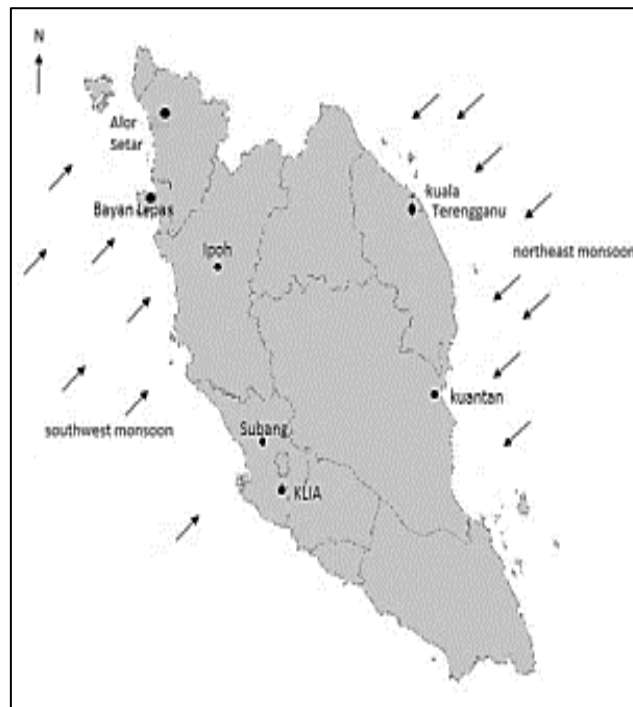 N
Alor
Setar
Bayan Lepas
kuala
Terengganu
Ipoh
northeast monsoon
kuantan
Subang
southwest monsoon
KLIA